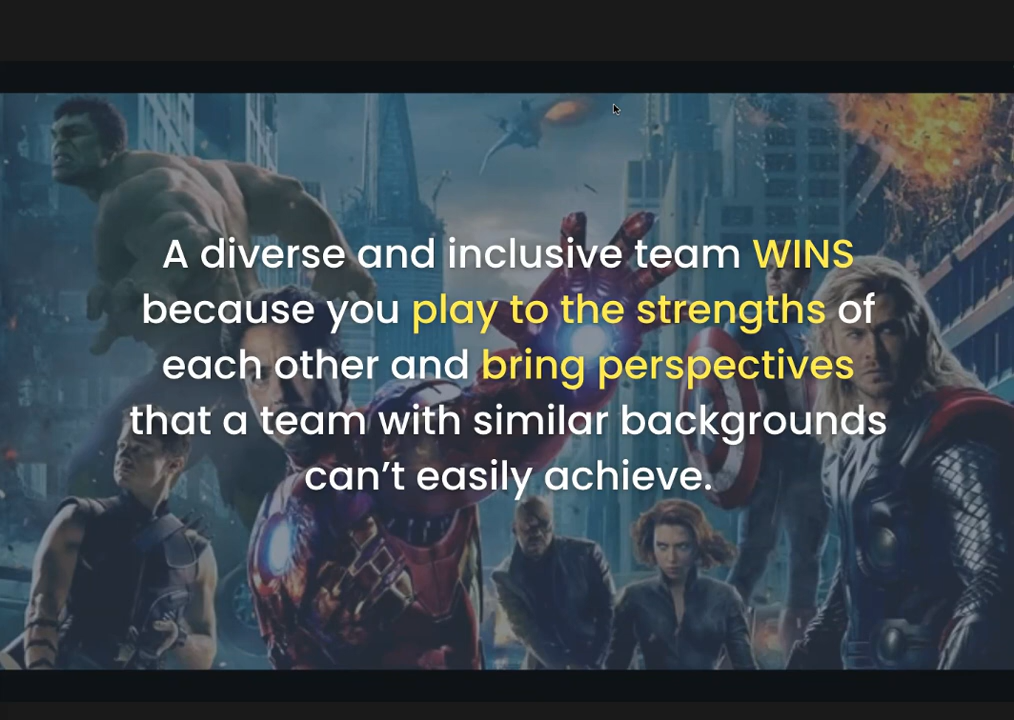 A diverse and inclusive team WINS
because you play to the strengths of
each other and bring perspectives
that a team with similar backgrounds
can’t easily achieve.